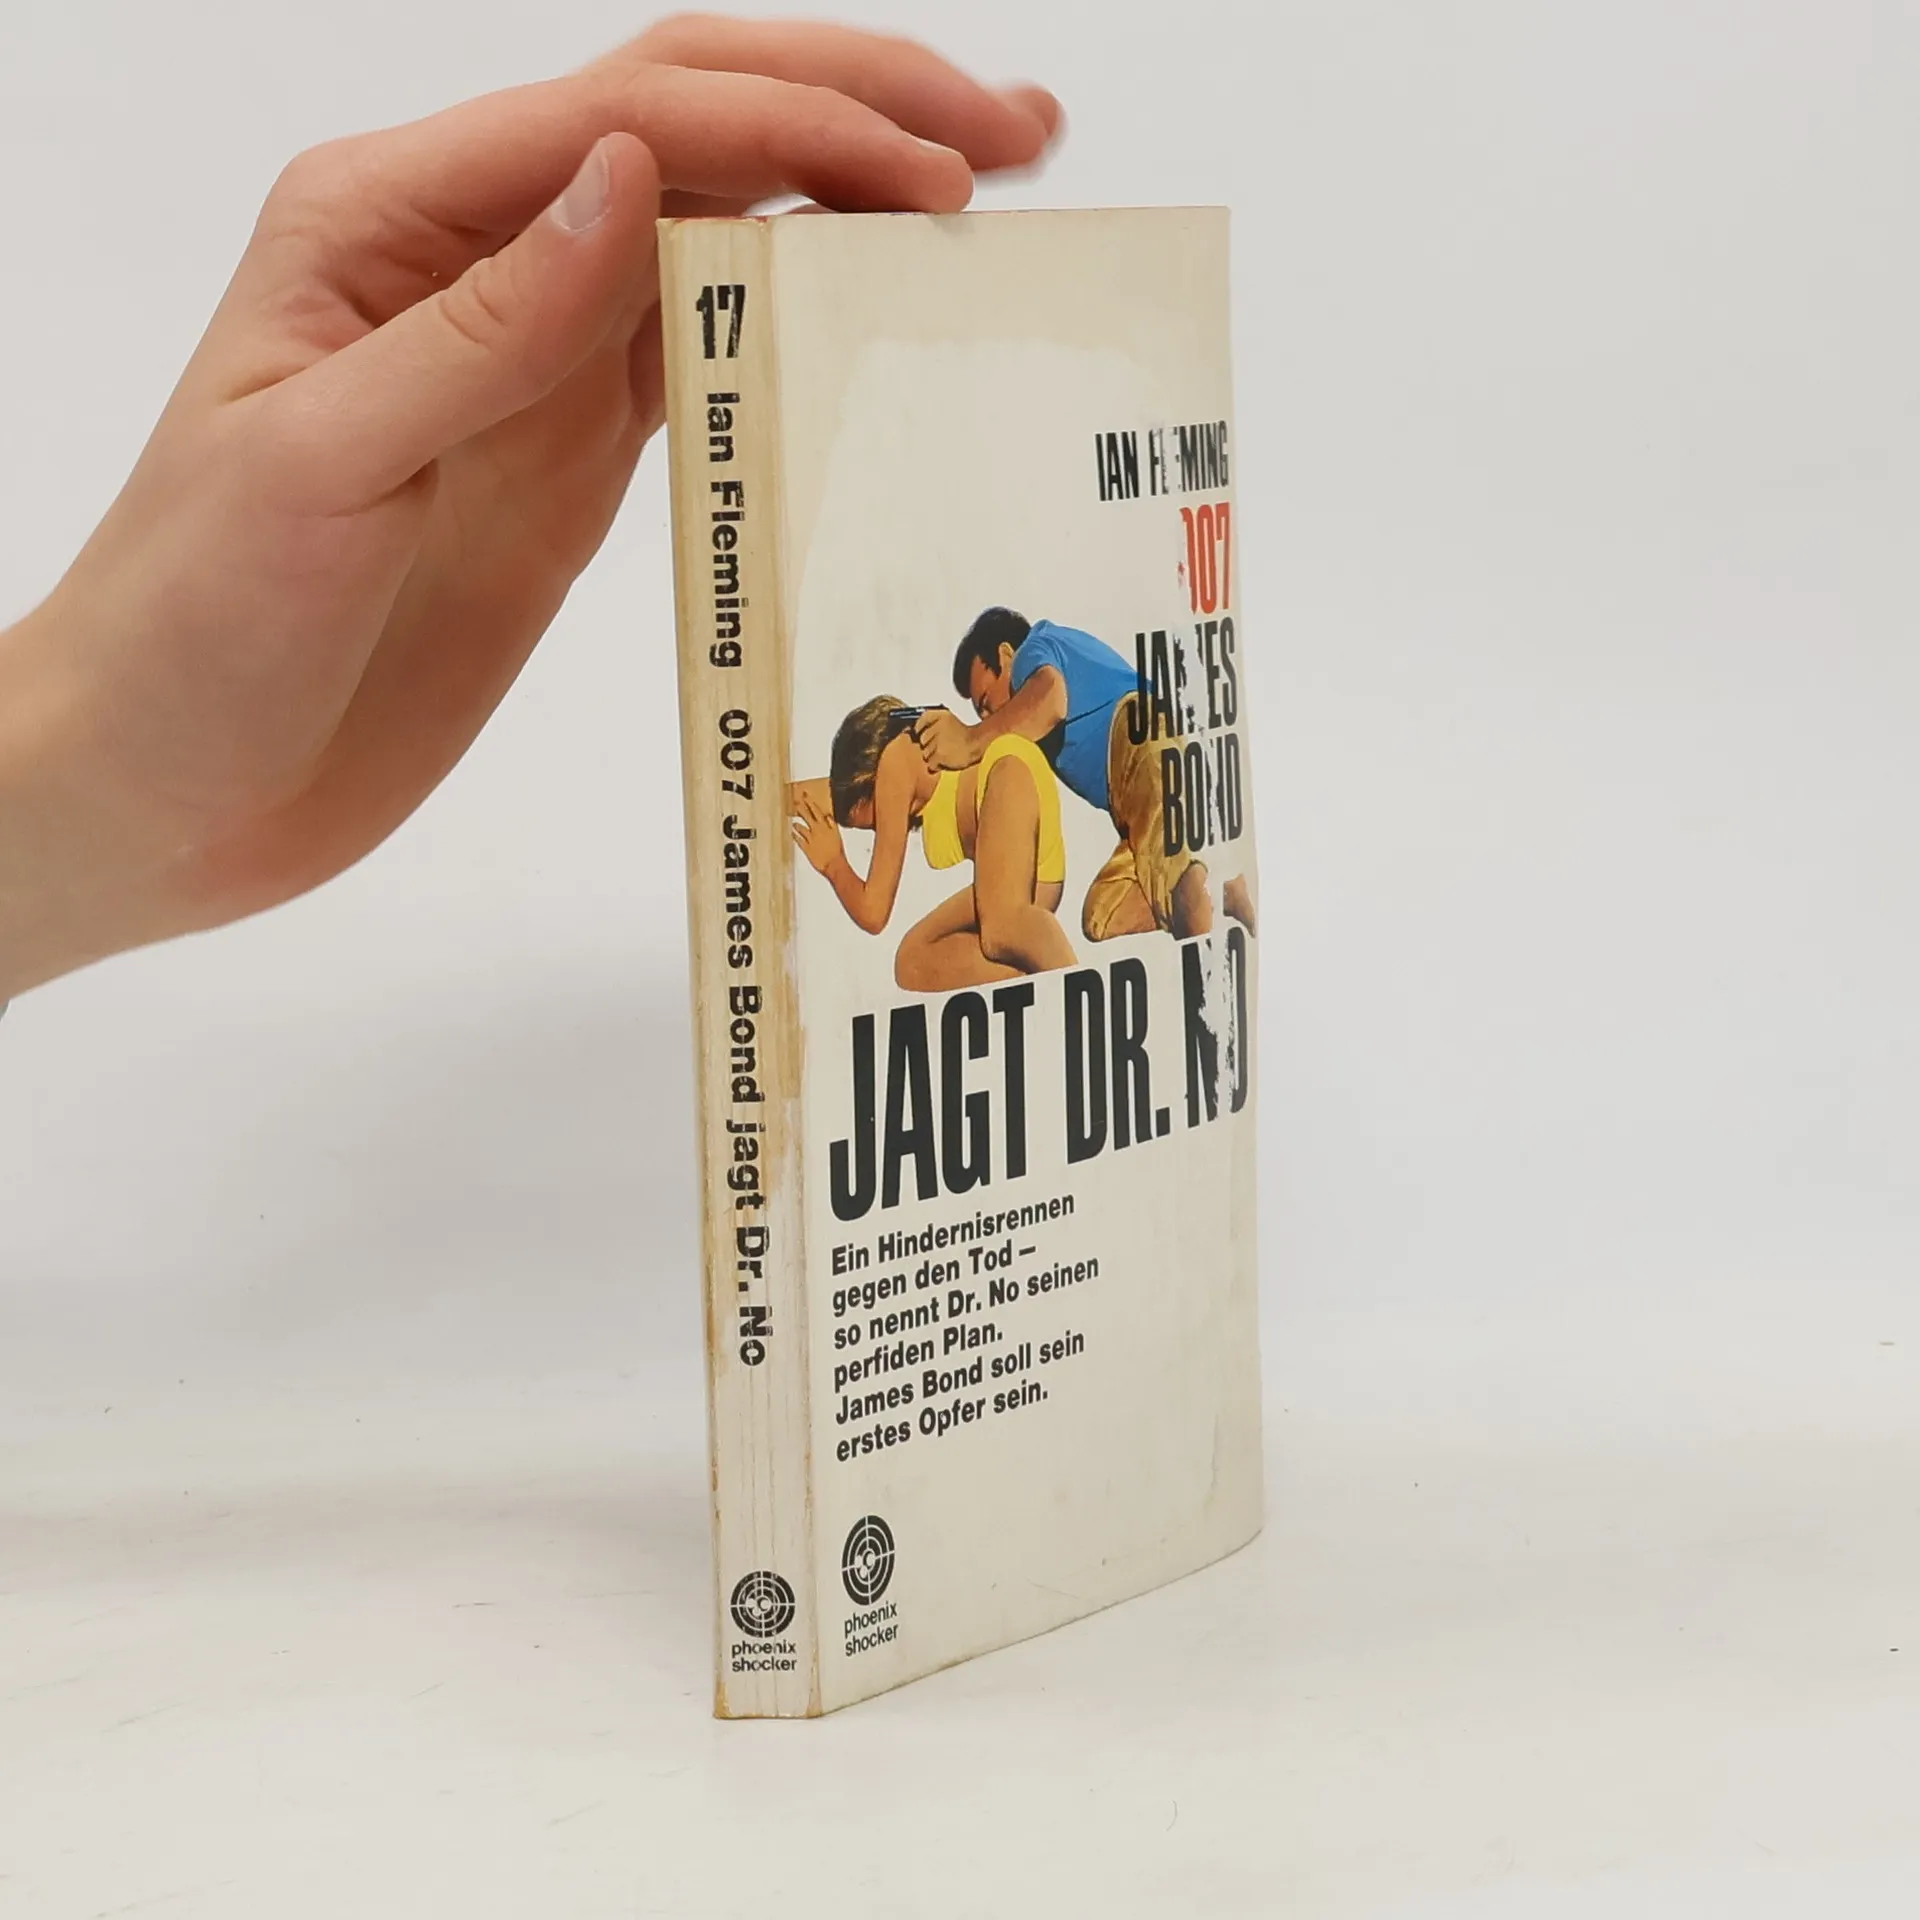 17 Ian Fleming 007 James Bond jagt Dr. No
phoenix
shocker
IAN FLEMING
007
JAMES
BOND
JAGT DR. NO
Ein Hindernisrennen
gegen den Tod –
so nennt Dr. No seinen
perfiden Plan.
James Bond soll sein
erstes Opfer sein.
phoenix
shocker